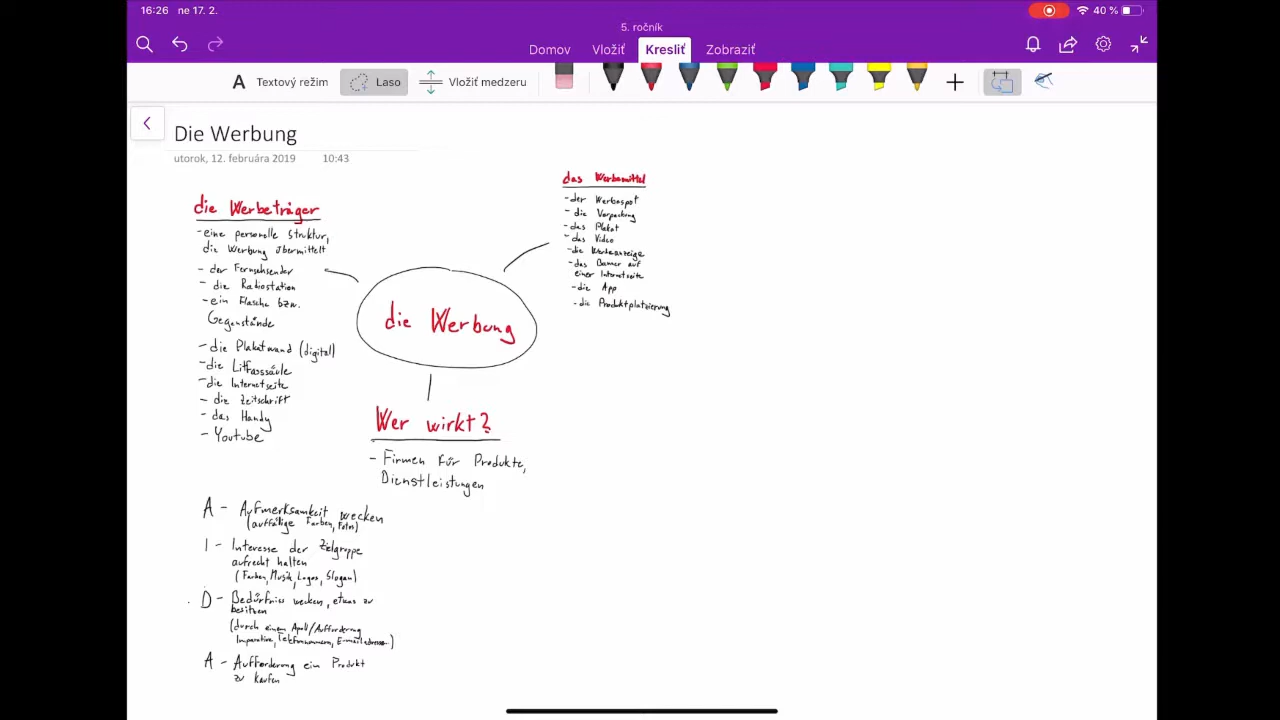 16:26 ne 17. 2.
40 %
5. ročník
Domov Vložiť Kresliť Zobraziť
A Textový režim Laso Vložiť medzeru
Die Werbung
utorok, 12. februára 2019 10:43
die Werbeträger
- eine personelle Struktur,
die Werbung übermittelt
- der Fernsehsender
- die Radiostation
- ein Flasche bzw.
Gegenstände
- die Plakatwand (digital)
- die Litfasssäule
- die Internetseite
- die Zeitschrift
- das Handy
- Youtube
das Werbemittel
- der Werbespot
- die Verpackung
- das Plakat
- das Video
- die Werbeanzeige
- das Banner auf
einer Internetseite
- die App
- die Produktplatzierung
die Werbung
Wer wirkt?
- Firmen für Produkte,
Dienstleistungen
A - Aufmerksamkeit wecken
(auffällige Farben, Fotos)
I - Interesse der Zielgruppe
aufrecht halten
(Farben, Musik, Logos, Slogan)
D - Bedürfniss wecken, etwas zu
besitzen
(durch einem Apell/Aufforderung
Imperative, Telefonnummern, E-mailadresse)
A - Aufforderung ein Produkt
zu kaufen